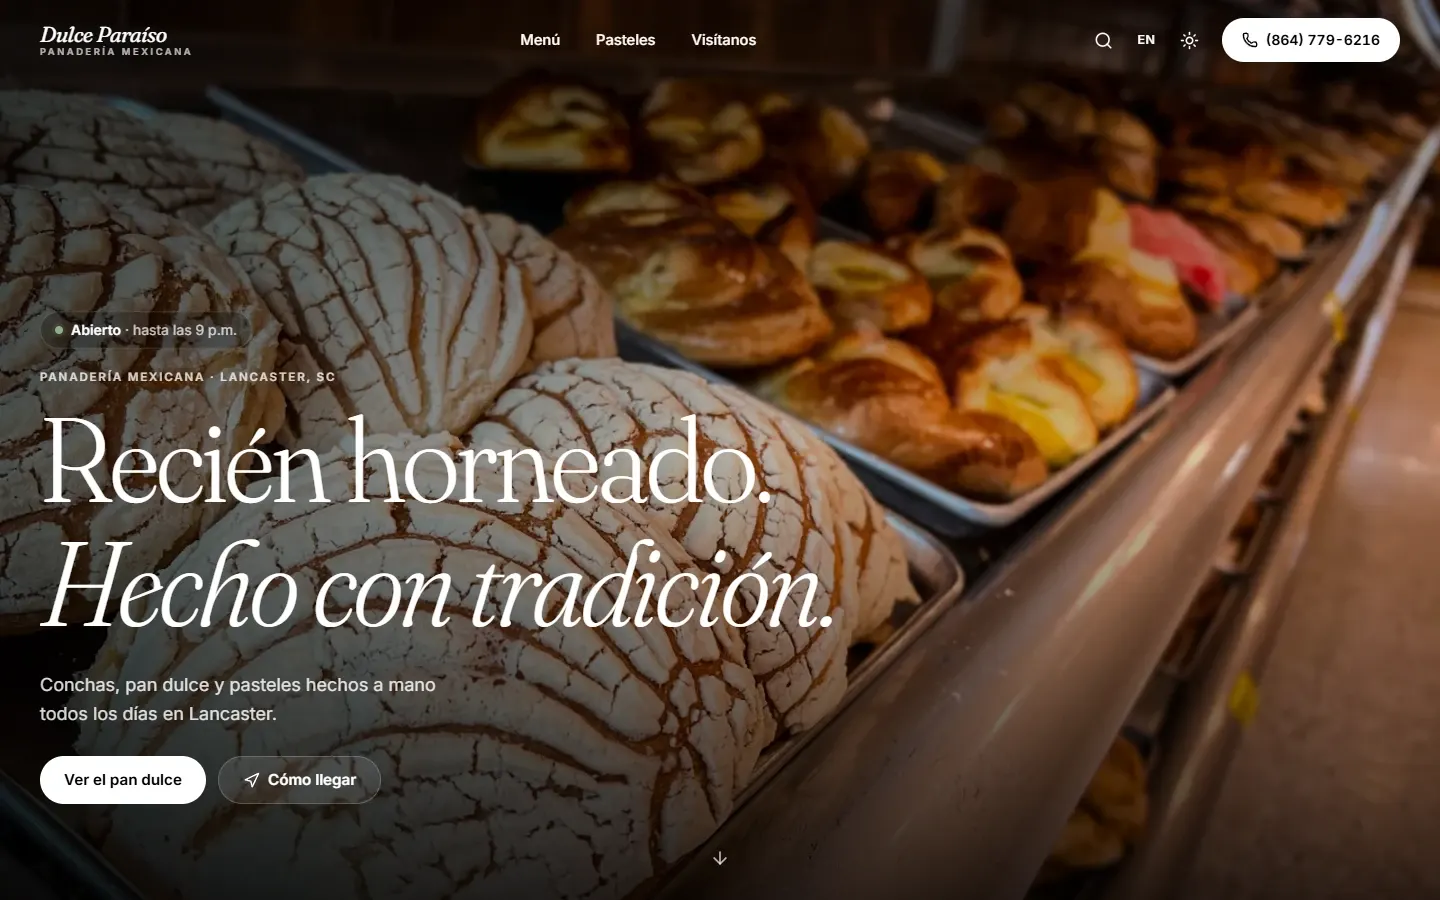 Dulce Paraíso
PANADERÍA MEXICANA
Menú
Pasteles
Visítanos
EN
(864) 779-6216
Abierto · hasta las 9 p.m.
PANADERÍA MEXICANA · LANCASTER, SC
Recién horneado.
Hecho con tradición.
Conchas, pan dulce y pasteles hechos a mano
todos los días en Lancaster.
Ver el pan dulce
Cómo llegar